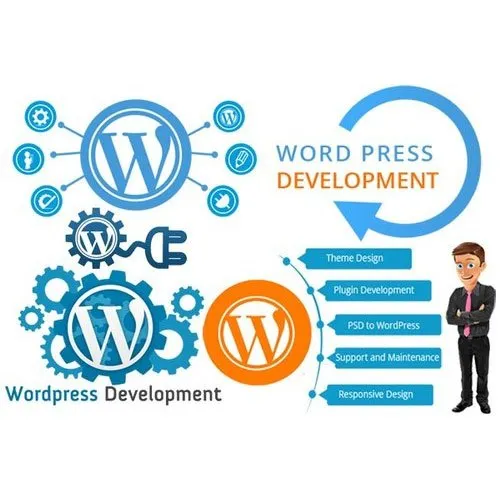 WORD PRESS
DEVELOPMENT
Theme Design
Plugin Development
PSD to WordPress
Support and Maintenance
Responsive Design
Wordpress Development